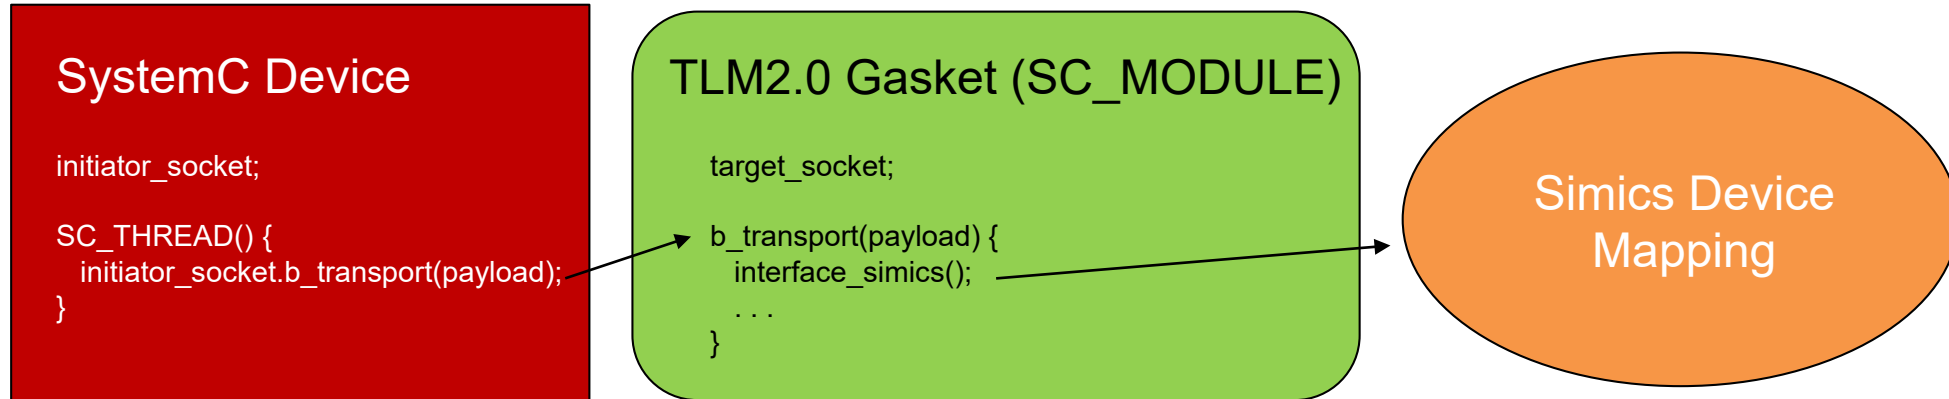 SystemC Device
initiator_socket;
SC_THREAD() {
initiator_socket.b_transport(payload);
}
TLM2.0 Gasket (SC_MODULE)
target_socket;
b_transport(payload) {
interface_simics();
. . .
}
Simics Device
Mapping